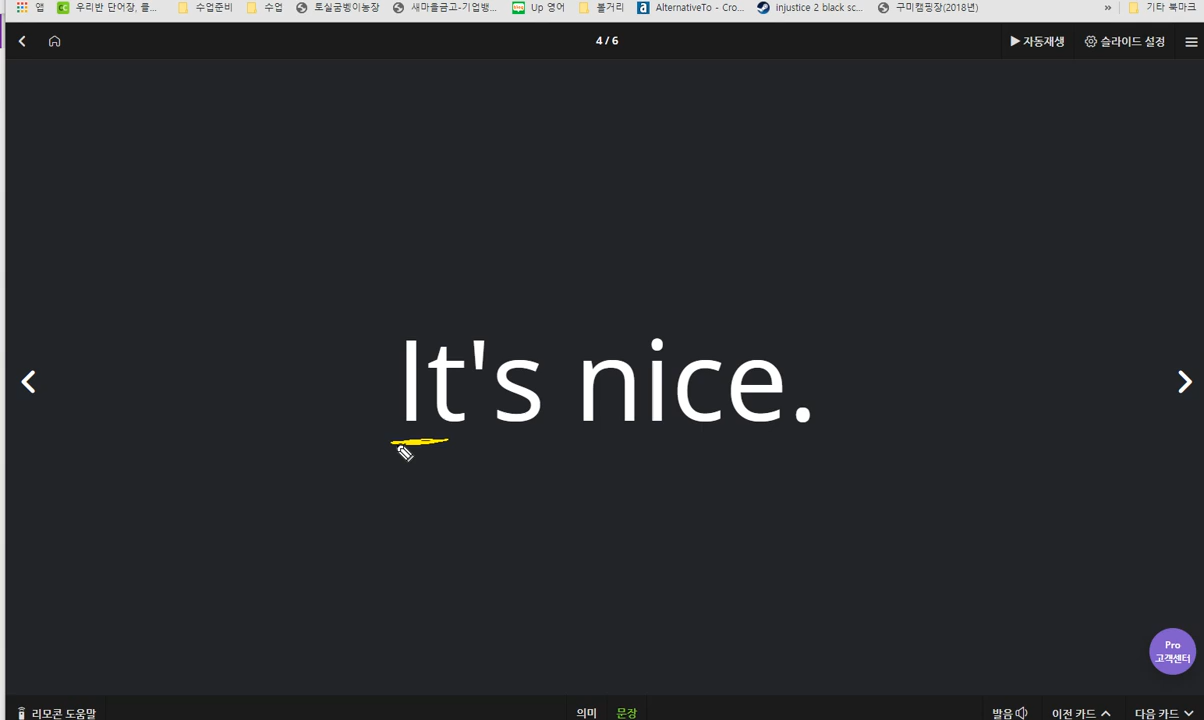 앱 우리반 단어장, 클... 수업준비 수업 토실굼벵이농장 새마을금고-기업뱅... Up 영어 볼거리 AlternativeTo - Cro... injustice 2 black sc... 구미캠핑장(2018년) » 기타 북마크
4 / 6 자동재생 슬라이드 설정
It's nice.
Pro
고객센터
리모콘 도움말 의미 문장 발음 이전 카드 다음 카드